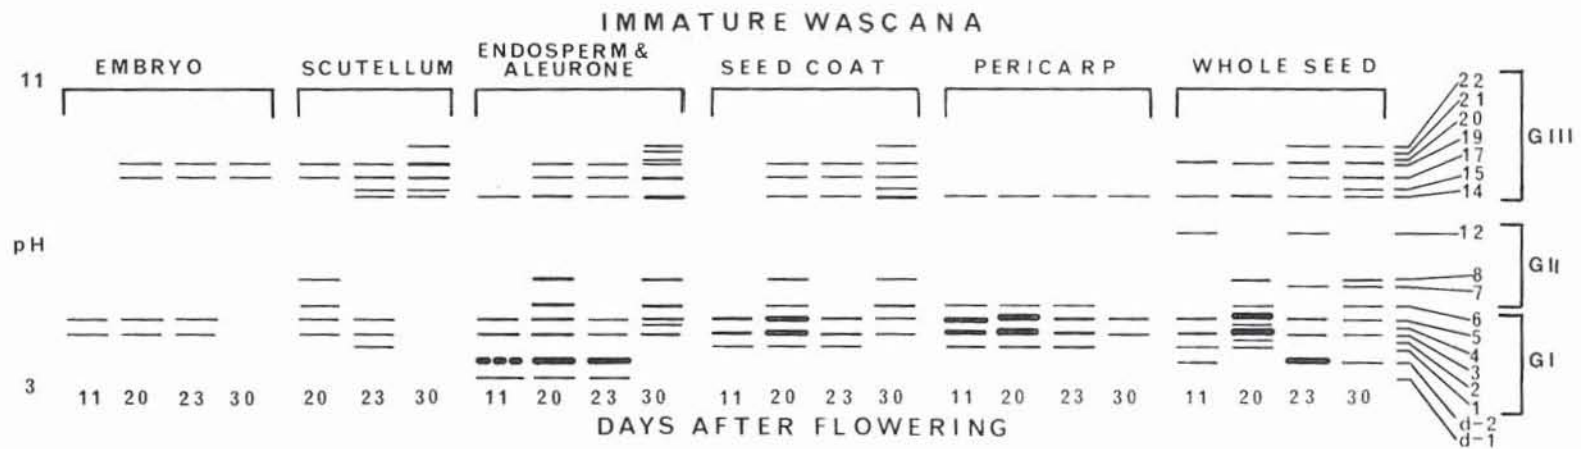 IMMATURE WASCANA
EMBRYO SCUTELLUM ENDOSPERM & ALEURONE SEED COAT PERICARP WHOLE SEED
11
pH
3
22
21
20
19
17
15
14
12
8
7
6
5
4
3
2
1
d-2
d-1
GIII
GII
GI
11 20 23 30 20 23 30 11 20 23 30 11 20 23 30 11 20 23 30 11 20 23 30
DAYS AFTER FLOWERING